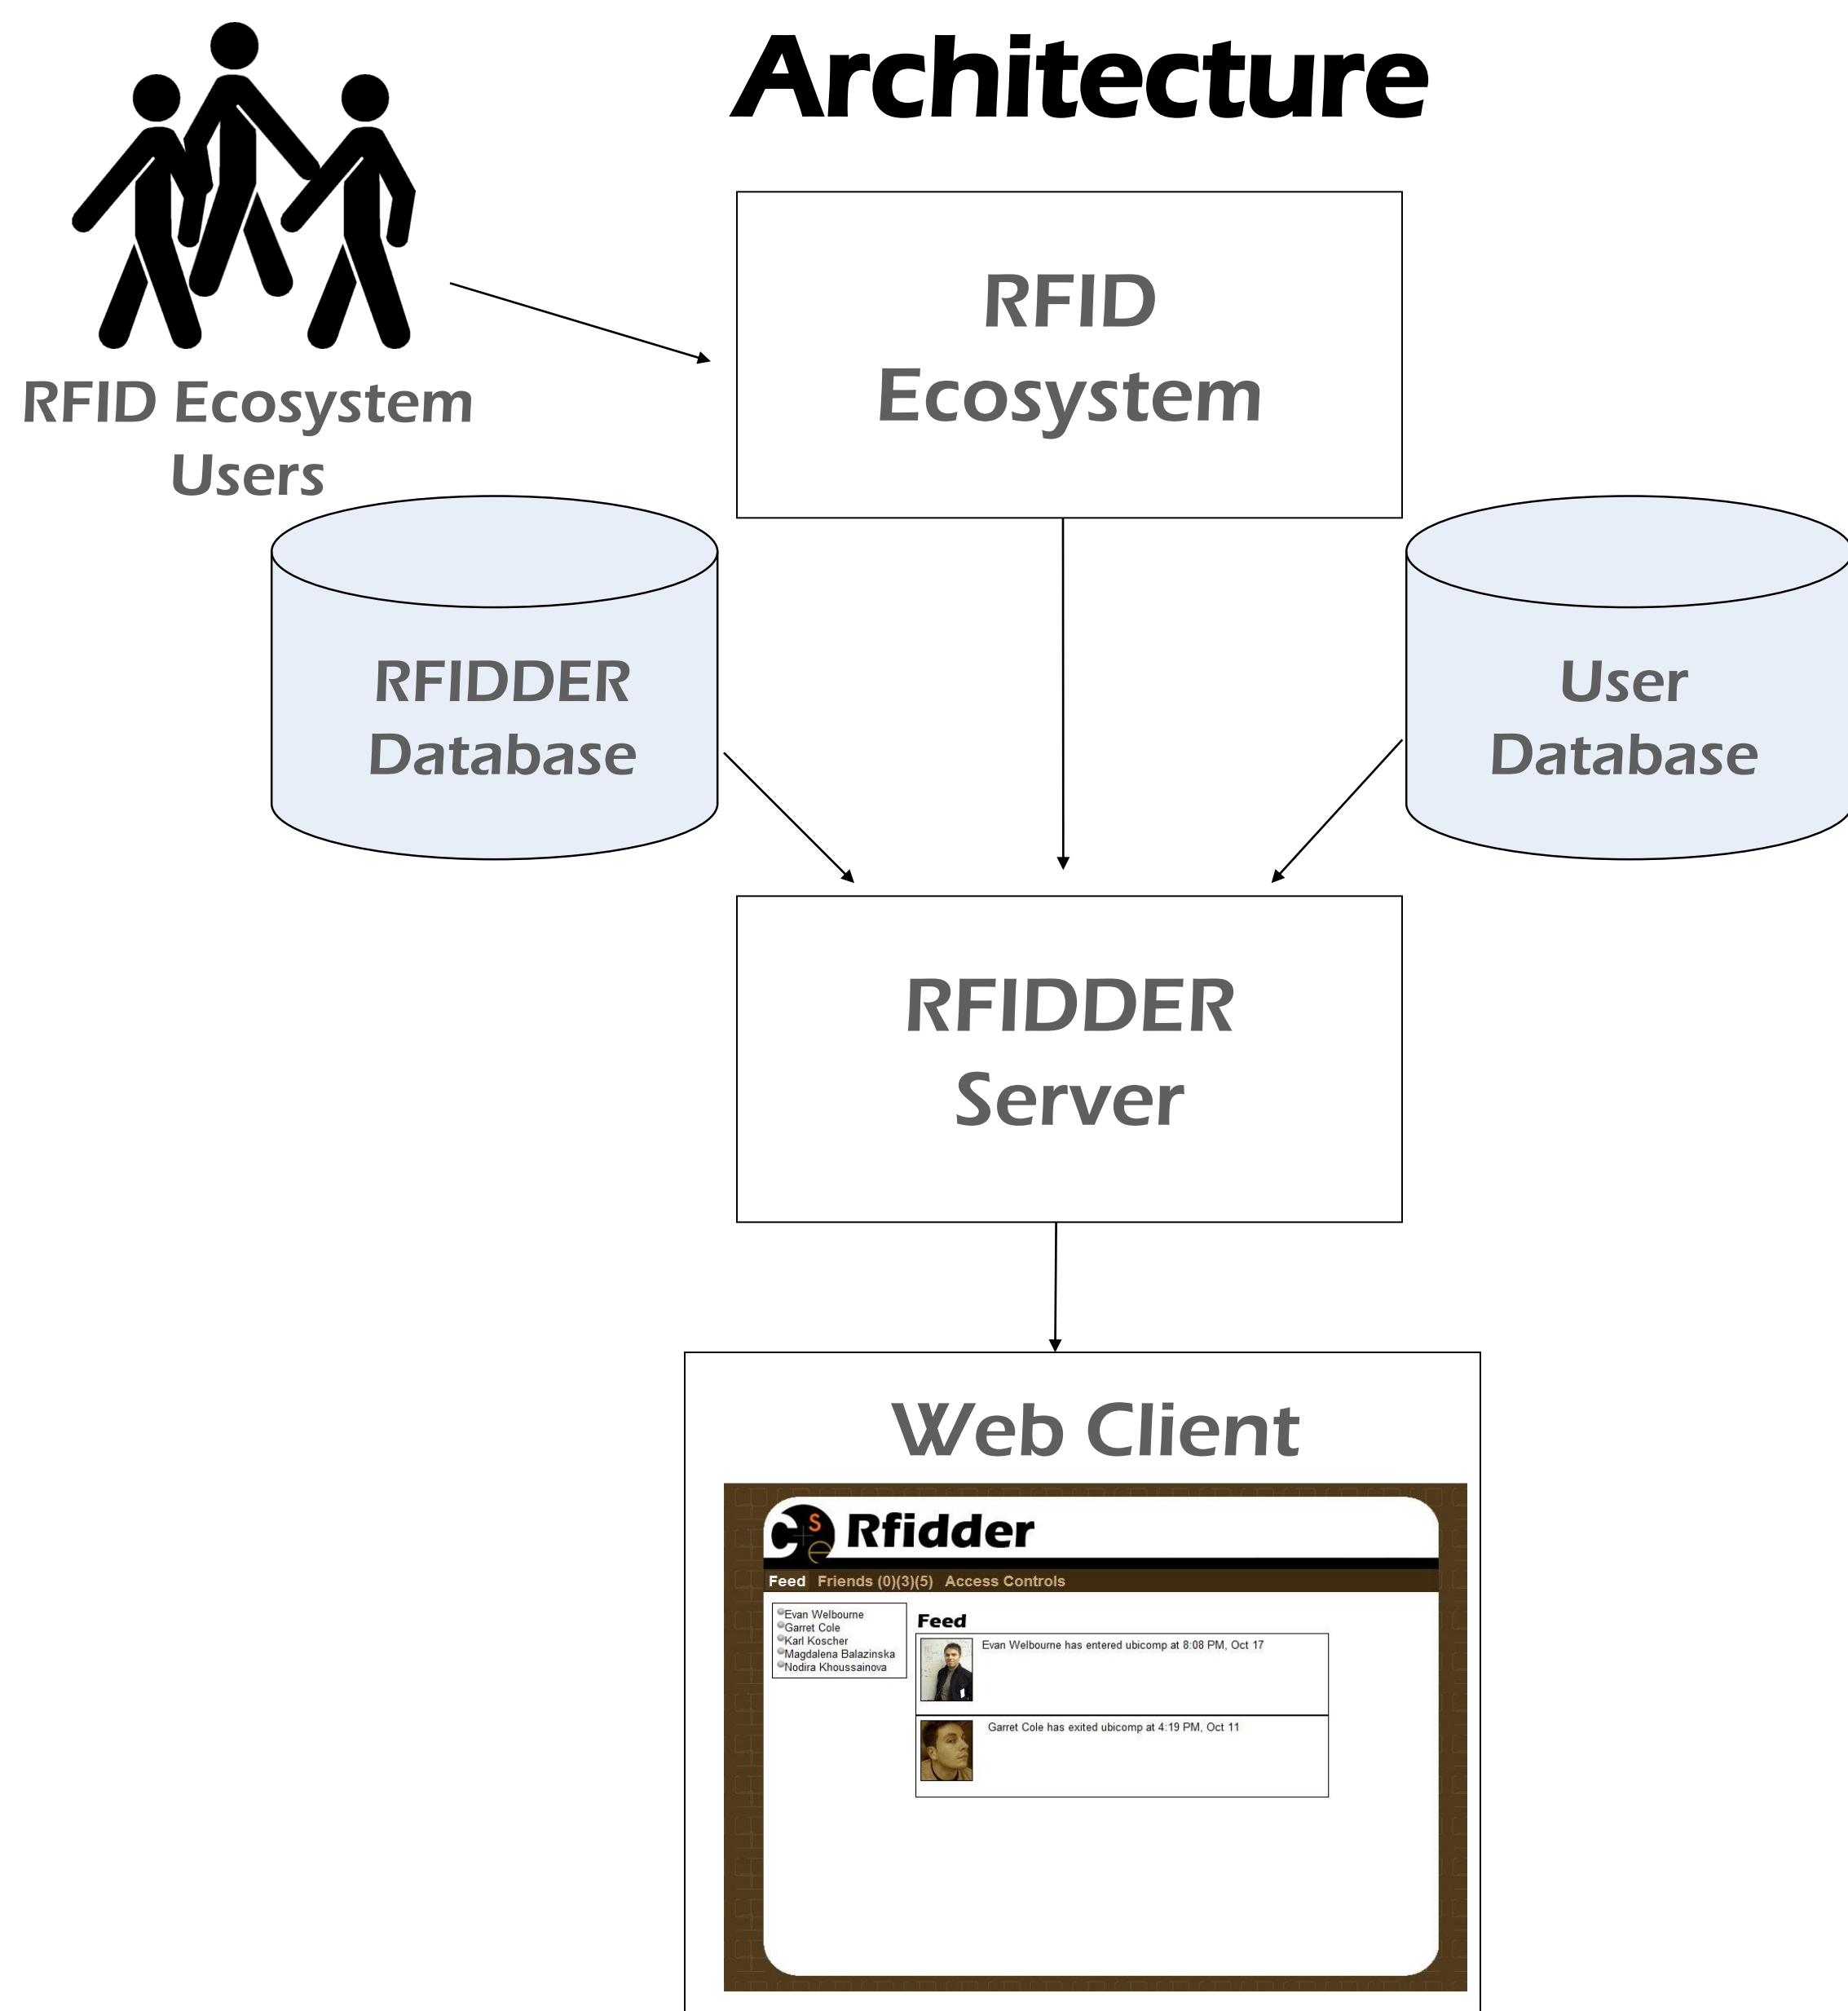 Architecture
RFID
Ecosystem
RFID Ecosystem
Users
RFIDDER
Database
User
Database
RFIDDER
Server
Web Client
c+se Rfidder
Feed Friends (0)(3)(5) Access Controls
Evan Welbourne
Garret Cole
Karl Koscher
Magdalena Balazinska
Nodira Khoussainova
Feed
Evan Welbourne has entered ubicomp at 8:08 PM, Oct 17
Garret Cole has exited ubicomp at 4:19 PM, Oct 11